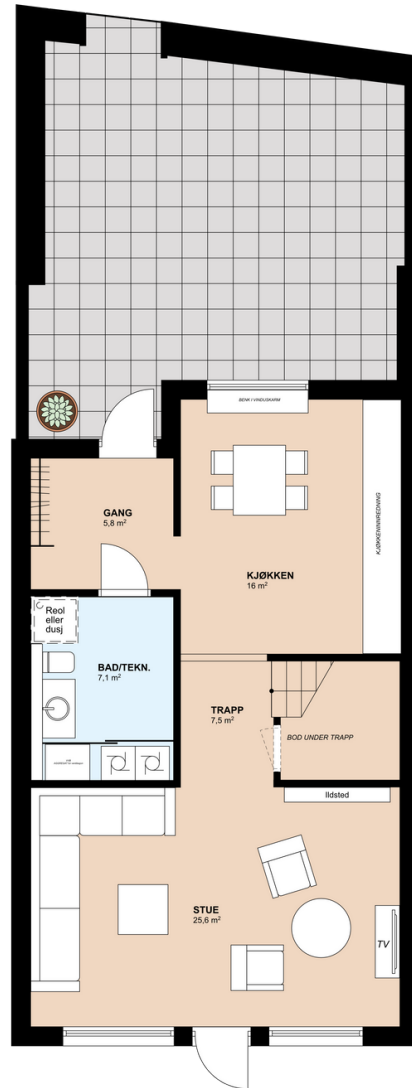 BENK I VINDUSKARM
GANG
5,8 m²
KJØKKENINNREDNING
KJØKKEN
16 m²
Reol
eller
dusj
BAD/TEKN.
7,1 m²
TRAPP
7,5 m²
BOD UNDER TRAPP
Ildsted
STUE
25,6 m²
TV